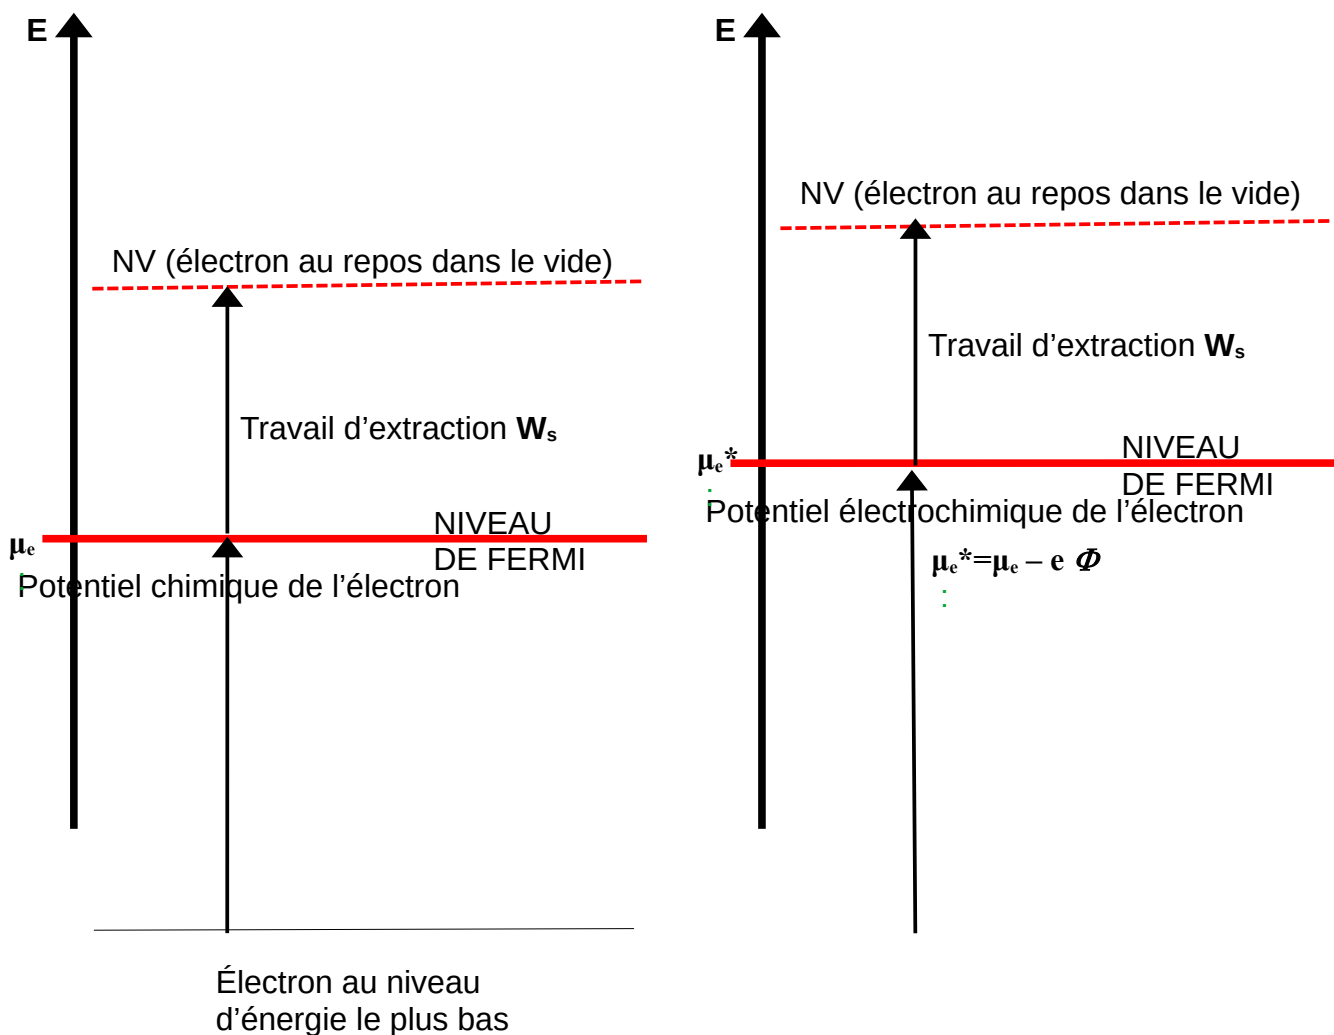 E
NV (électron au repos dans le vide)
Travail d’extraction Ws
NIVEAU
DE FERMI
μe
:
Potentiel chimique de l’électron
Électron au niveau
d’énergie le plus bas
E
NV (électron au repos dans le vide)
Travail d’extraction Ws
NIVEAU
DE FERMI
μe*
:
Potentiel électrochimique de l’électron
μe*=μe – e Φ
: